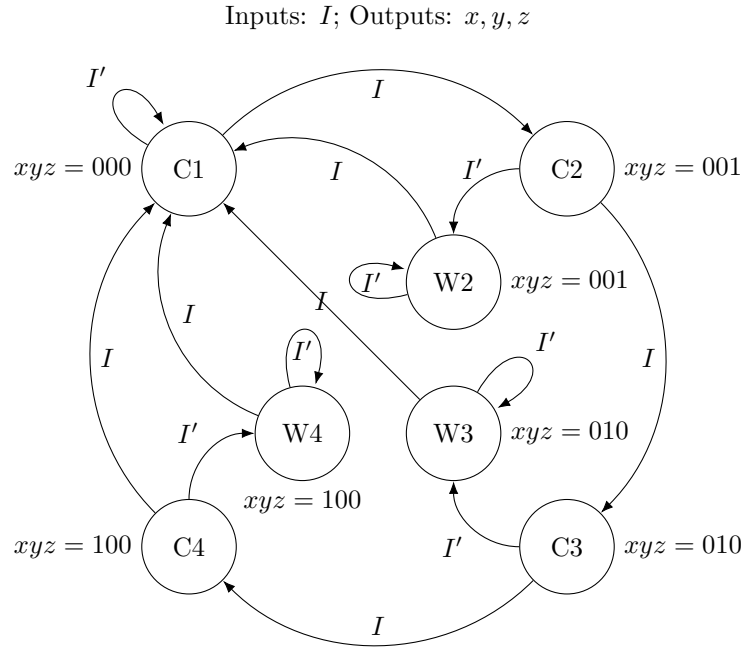 Inputs: I; Outputs: x, y, z
I′
I
xyz = 000
C1
I
I′
C2
xyz = 001
I′
W2
xyz = 001
I
I
I′
I′
I
I
I′
W4
W3
xyz = 010
xyz = 100
xyz = 100
C4
I′
C3
xyz = 010
I